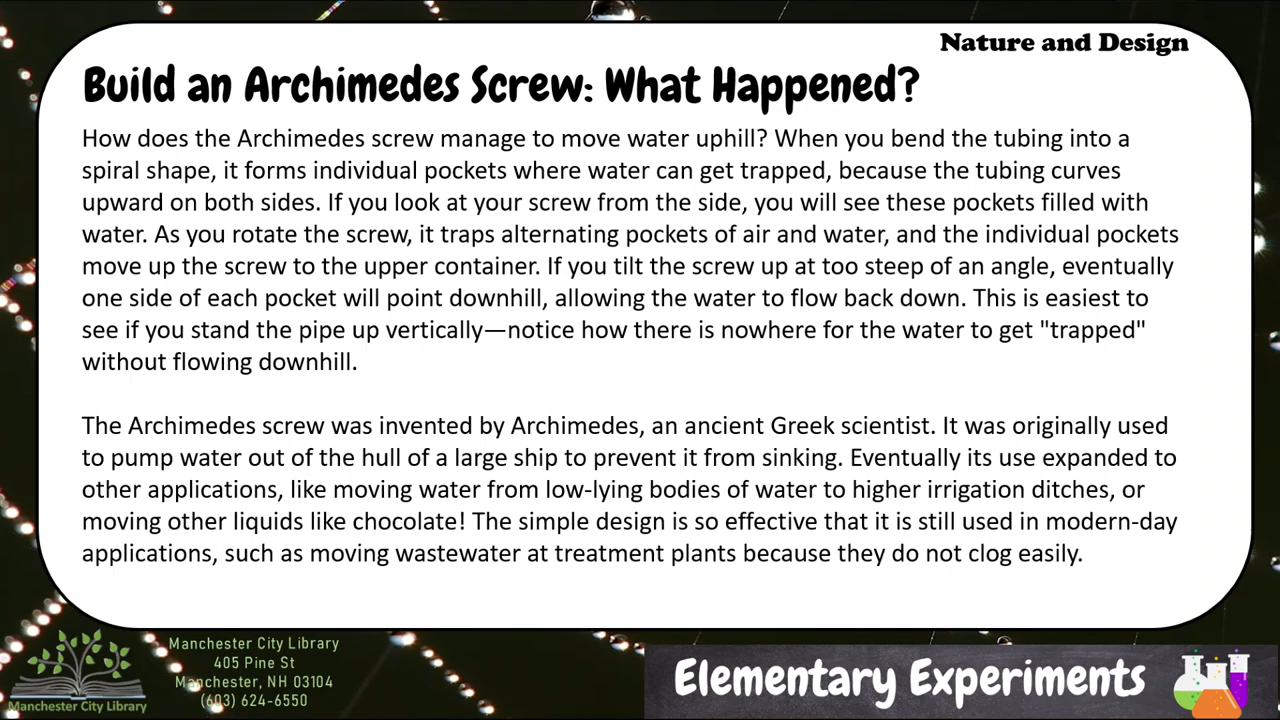 Nature and Design
Build an Archimedes Screw: What Happened?
How does the Archimedes screw manage to move water uphill? When you bend the tubing into a
spiral shape, it forms individual pockets where water can get trapped, because the tubing curves
upward on both sides. If you look at your screw from the side, you will see these pockets filled with
water. As you rotate the screw, it traps alternating pockets of air and water, and the individual pockets
move up the screw to the upper container. If you tilt the screw up at too steep of an angle, eventually
one side of each pocket will point downhill, allowing the water to flow back down. This is easiest to
see if you stand the pipe up vertically—notice how there is nowhere for the water to get "trapped"
without flowing downhill.
The Archimedes screw was invented by Archimedes, an ancient Greek scientist. It was originally used
to pump water out of the hull of a large ship to prevent it from sinking. Eventually its use expanded to
other applications, like moving water from low-lying bodies of water to higher irrigation ditches, or
moving other liquids like chocolate! The simple design is so effective that it is still used in modern-day
applications, such as moving wastewater at treatment plants because they do not clog easily.
Manchester City Library
Manchester City Library
405 Pine St
Manchester, NH 03104
(603) 624-6550
Elementary Experiments